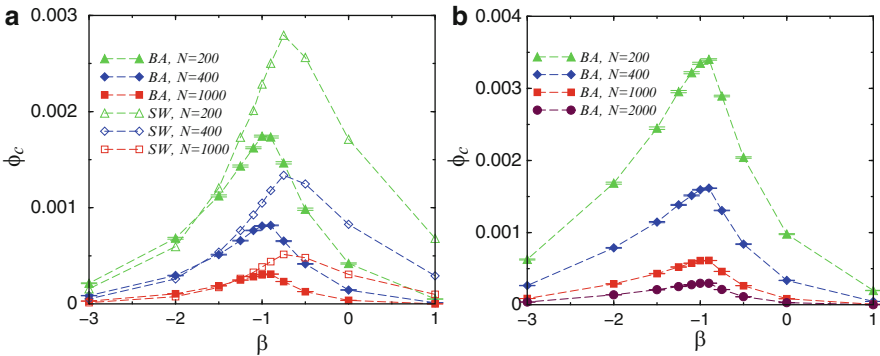 a
BA, N=200
BA, N=400
BA, N=1000
SW, N=200
SW, N=400
SW, N=1000
ϕc
0.003
0.002
0.001
0
−3 −2 −1 0 1
β
b
BA, N=200
BA, N=400
BA, N=1000
BA, N=2000
ϕc
0.004
0.003
0.002
0.001
0.000
−3 −2 −1 0 1
β